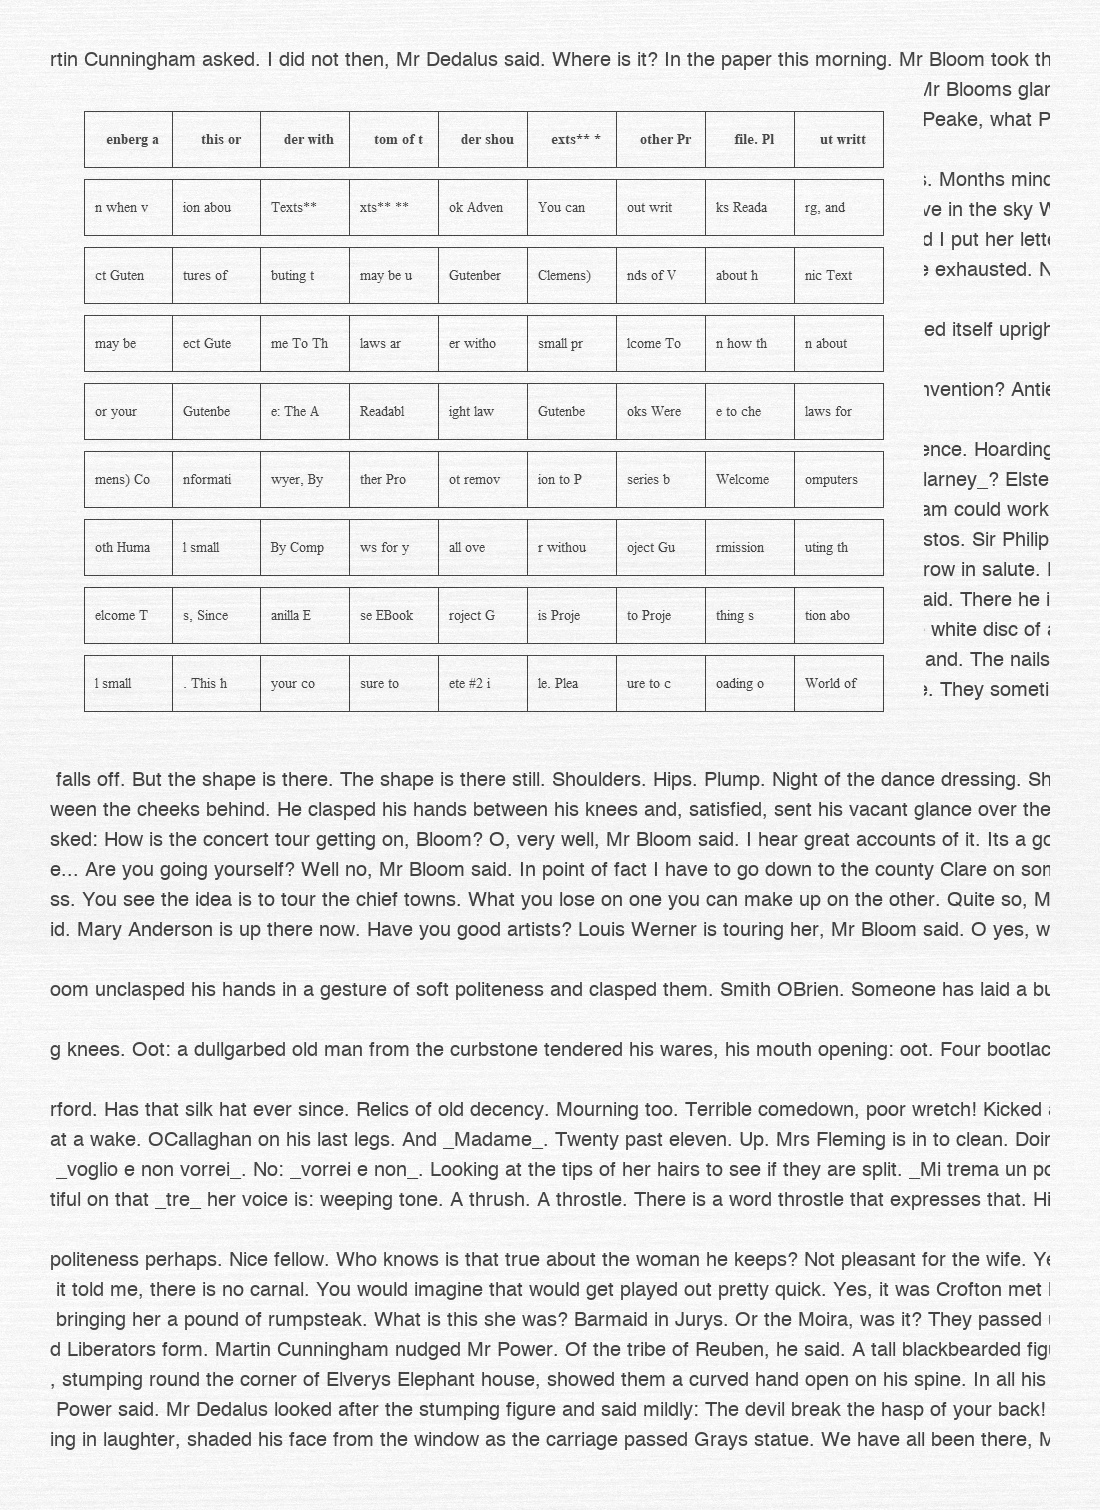 rtin Cunningham asked. I did not then, Mr Dedalus said. Where is it? In the paper this morning. Mr Bloom took th
enberg a this or der with tom of t der shou exts** * other Pr file. Pl ut writt
n when v ion abou Texts** xts** ** ok Adven You can out writ ks Reada rg, and
ct Guten tures of buting t may be u Gutenber Clemens) nds of V about h nic Text
may be ect Gute me To Th laws ar er witho small pr lcome To n how th n about
or your Gutenbe e: The A Readabl ight law Gutenbe oks Were e to che laws for
mens) Co nformati wyer, By ther Pro ot remov ion to P series b Welcome omputers
oth Huma l small By Comp ws for y all ove r withou oject Gu rmission uting th
elcome T s, Since anilla E se EBook roject G is Proje to Proje thing s tion abo
l small . This h your co sure to ete #2 i le. Plea ure to c oading o World of
Mr Blooms glan
Peake, what P
s. Months mind
ve in the sky W
d I put her lette
e exhausted. N
ed itself uprigh
nvention? Antie
ence. Hoarding
larney_? Elste
am could work
stos. Sir Philip
row in salute.
aid. There he i
white disc of a
and. The nails
e. They someti
falls off. But the shape is there. The shape is there still. Shoulders. Hips. Plump. Night of the dance dressing. Sh
ween the cheeks behind. He clasped his hands between his knees and, satisfied, sent his vacant glance over the
sked: How is the concert tour getting on, Bloom? O, very well, Mr Bloom said. I hear great accounts of it. Its a go
e... Are you going yourself? Well no, Mr Bloom said. In point of fact I have to go down to the county Clare on som
ss. You see the idea is to tour the chief towns. What you lose on one you can make up on the other. Quite so, M
id. Mary Anderson is up there now. Have you good artists? Louis Werner is touring her, Mr Bloom said. O yes, w
oom unclasped his hands in a gesture of soft politeness and clasped them. Smith OBrien. Someone has laid a bu
g knees. Oot: a dullgarbed old man from the curbstone tendered his wares, his mouth opening: oot. Four bootlac
rford. Has that silk hat ever since. Relics of old decency. Mourning too. Terrible comedown, poor wretch! Kicked a
at a wake. OCallaghan on his last legs. And _Madame_. Twenty past eleven. Up. Mrs Fleming is in to clean. Doin
_voglio e non vorrei_. No: _vorrei e non_. Looking at the tips of her hairs to see if they are split. _Mi trema un po
tiful on that _tre_ her voice is: weeping tone. A thrush. A throstle. There is a word throstle that expresses that. Hi
politeness perhaps. Nice fellow. Who knows is that true about the woman he keeps? Not pleasant for the wife. Ye
it told me, there is no carnal. You would imagine that would get played out pretty quick. Yes, it was Crofton met
bringing her a pound of rumpsteak. What is this she was? Barmaid in Jurys. Or the Moira, was it? They passed
d Liberators form. Martin Cunningham nudged Mr Power. Of the tribe of Reuben, he said. A tall blackbearded figu
, stumping round the corner of Elverys Elephant house, showed them a curved hand open on his spine. In all his
Power said. Mr Dedalus looked after the stumping figure and said mildly: The devil break the hasp of your back!
ing in laughter, shaded his face from the window as the carriage passed Grays statue. We have all been there, M